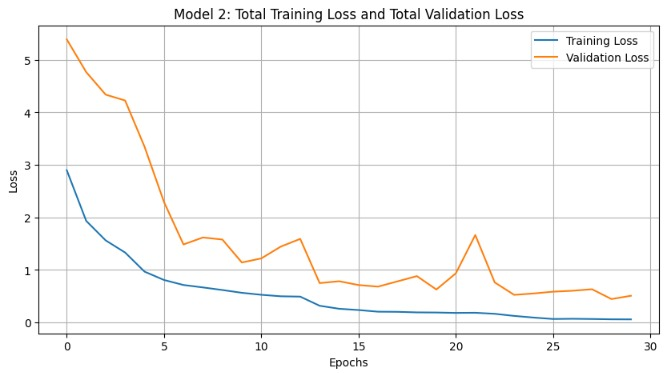 Model 2: Total Training Loss and Total Validation Loss
Training Loss
Validation Loss
5
4
3
2
1
0
Loss
0 5 10 15 20 25 30
Epochs